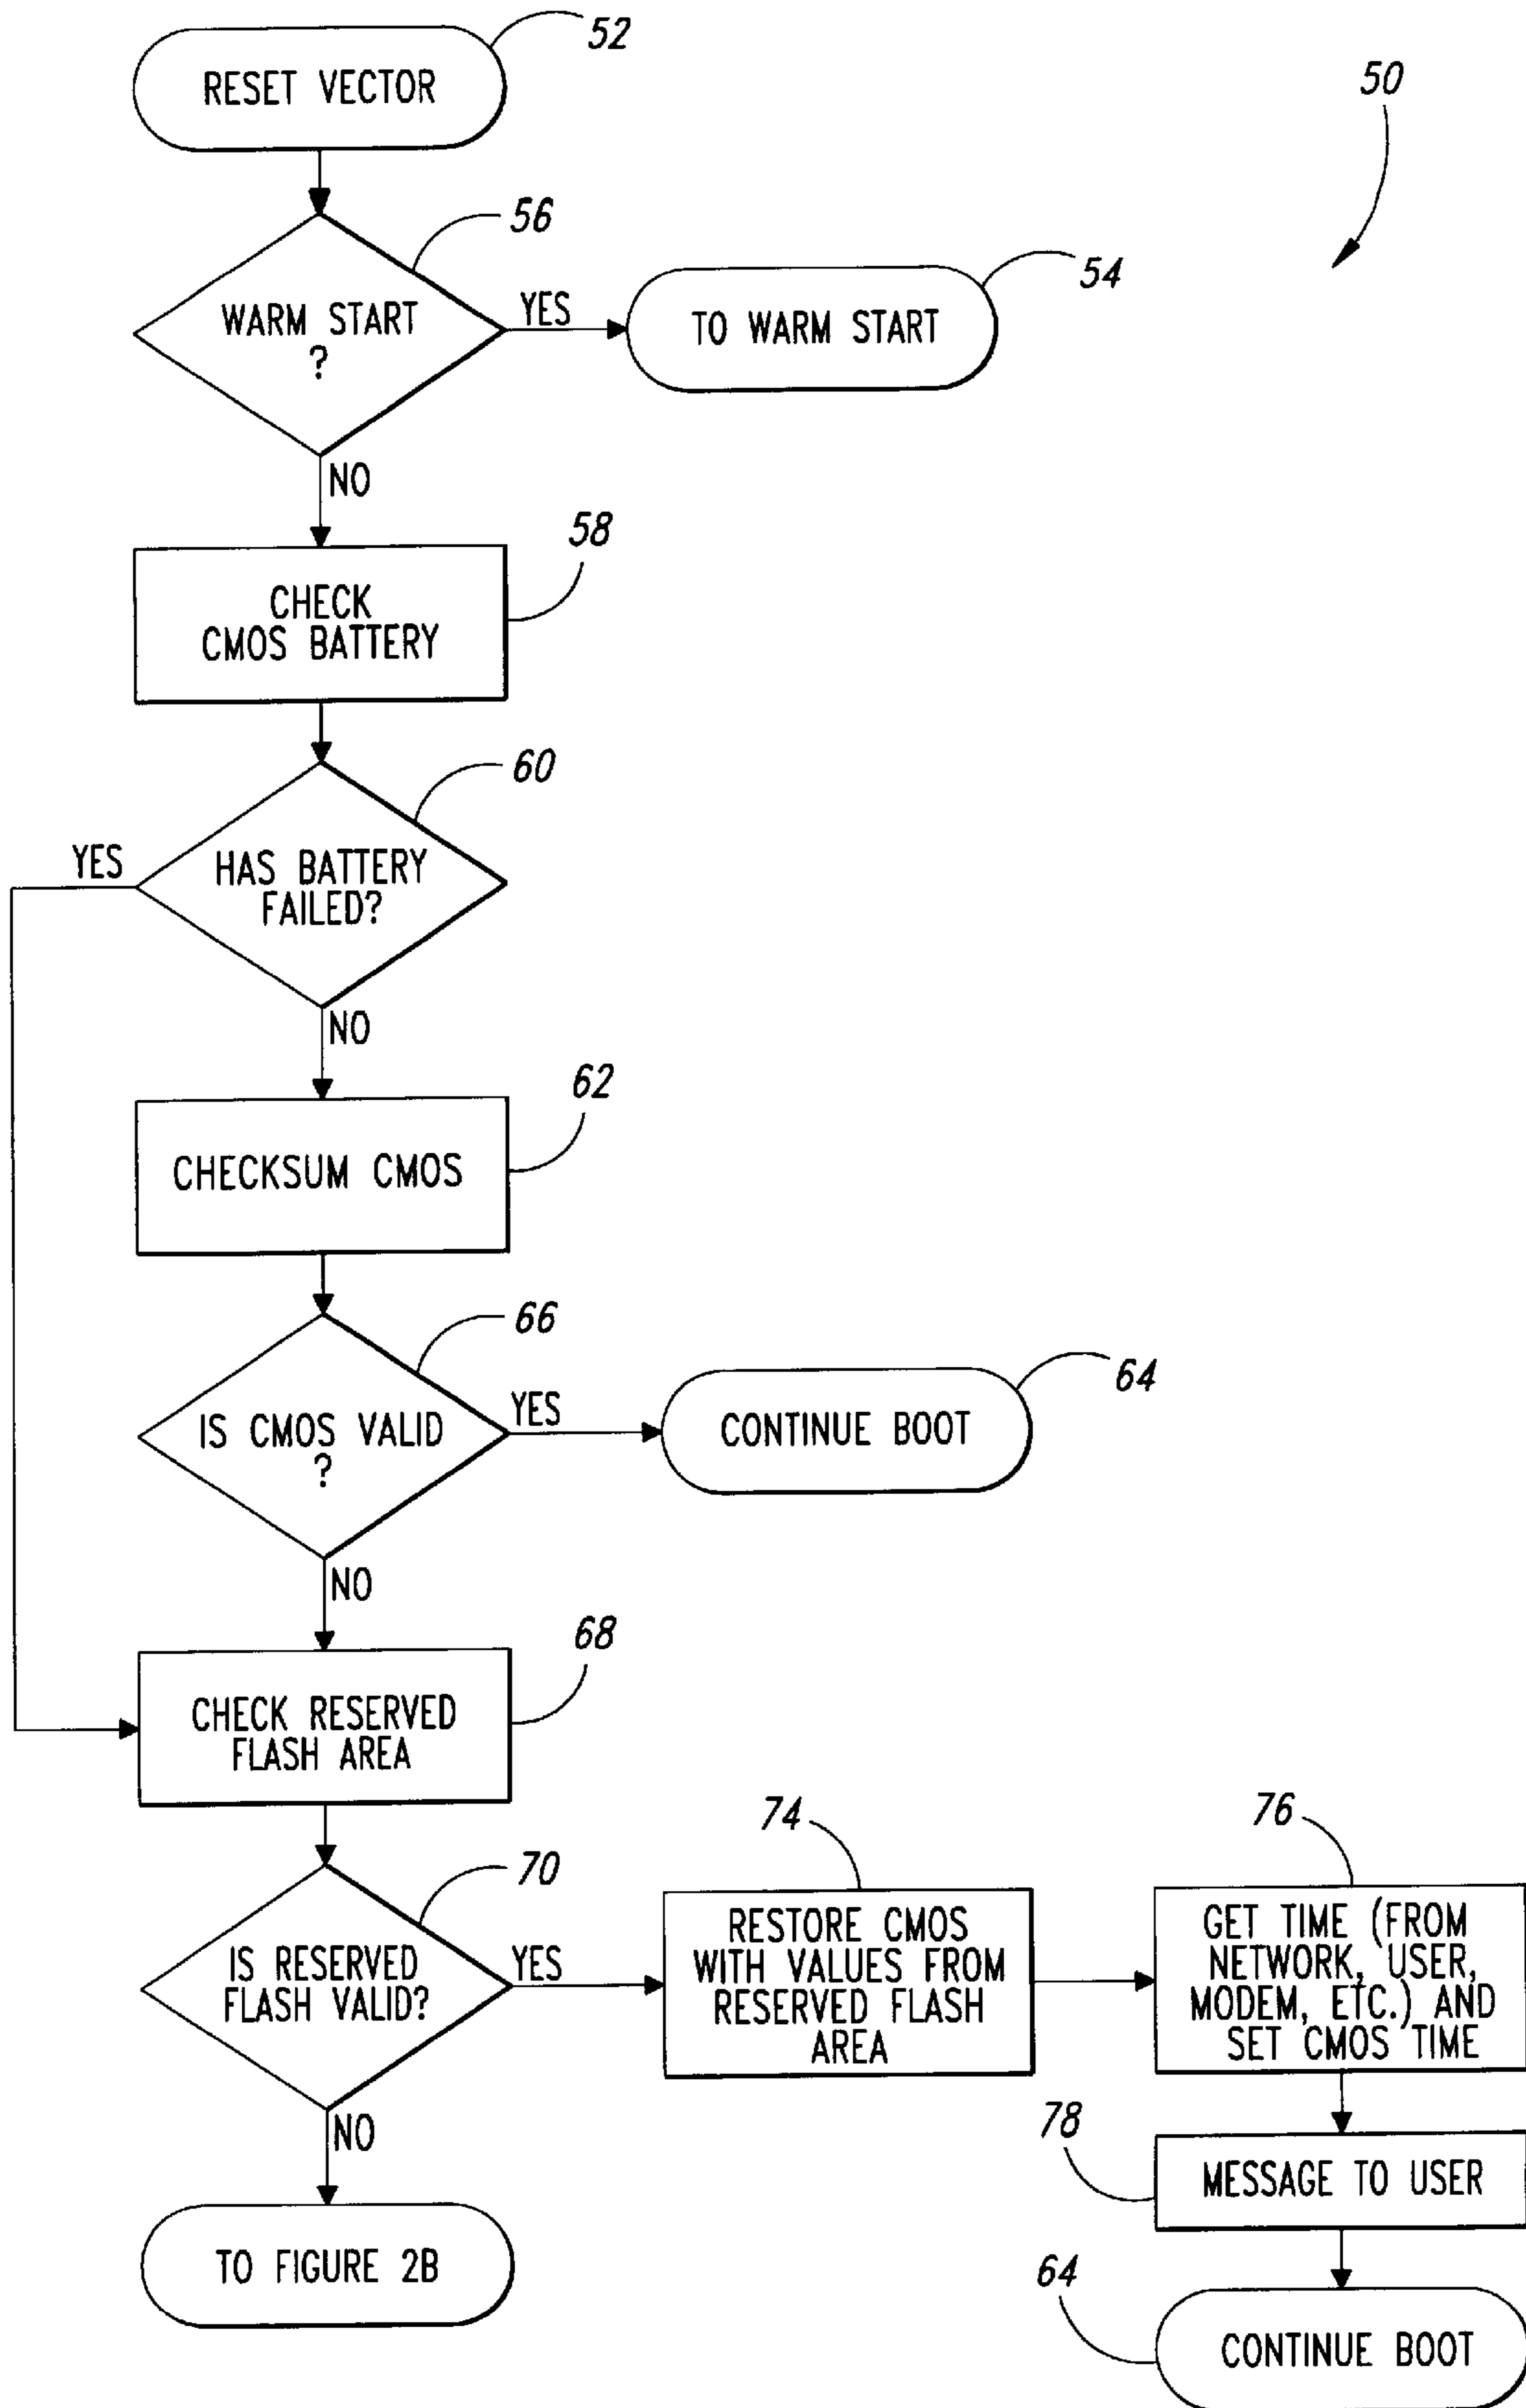 52
RESET VECTOR
50
56
WARM START
?
YES
54
TO WARM START
NO
58
CHECK
CMOS BATTERY
60
YES
HAS BATTERY
FAILED?
NO
62
CHECKSUM CMOS
66
IS CMOS VALID
?
YES
64
CONTINUE BOOT
NO
68
CHECK RESERVED
FLASH AREA
70
IS RESERVED
FLASH VALID?
YES
74
RESTORE CMOS
WITH VALUES FROM
RESERVED FLASH
AREA
76
GET TIME (FROM
NETWORK, USER,
MODEM, ETC.) AND
SET CMOS TIME
NO
78
MESSAGE TO USER
TO FIGURE 2B
64
CONTINUE BOOT